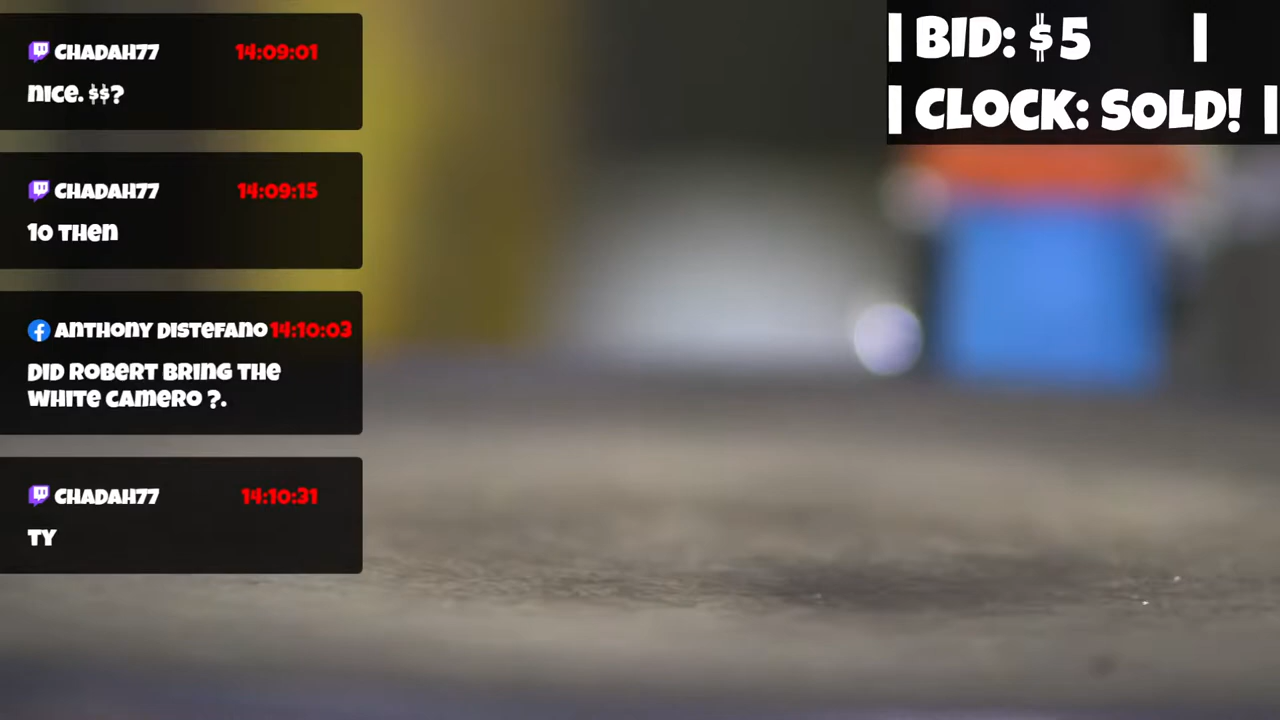 CHADAH77 14:09:01
NICE. $$?
CHADAH77 14:09:15
10 THEN
ANTHONY DISTEFANO 14:10:03
DID ROBERT BRING THE
WHITE CAMERO ?.
CHADAH77 14:10:31
TY
| BID: $5 |
| CLOCK: SOLD! |